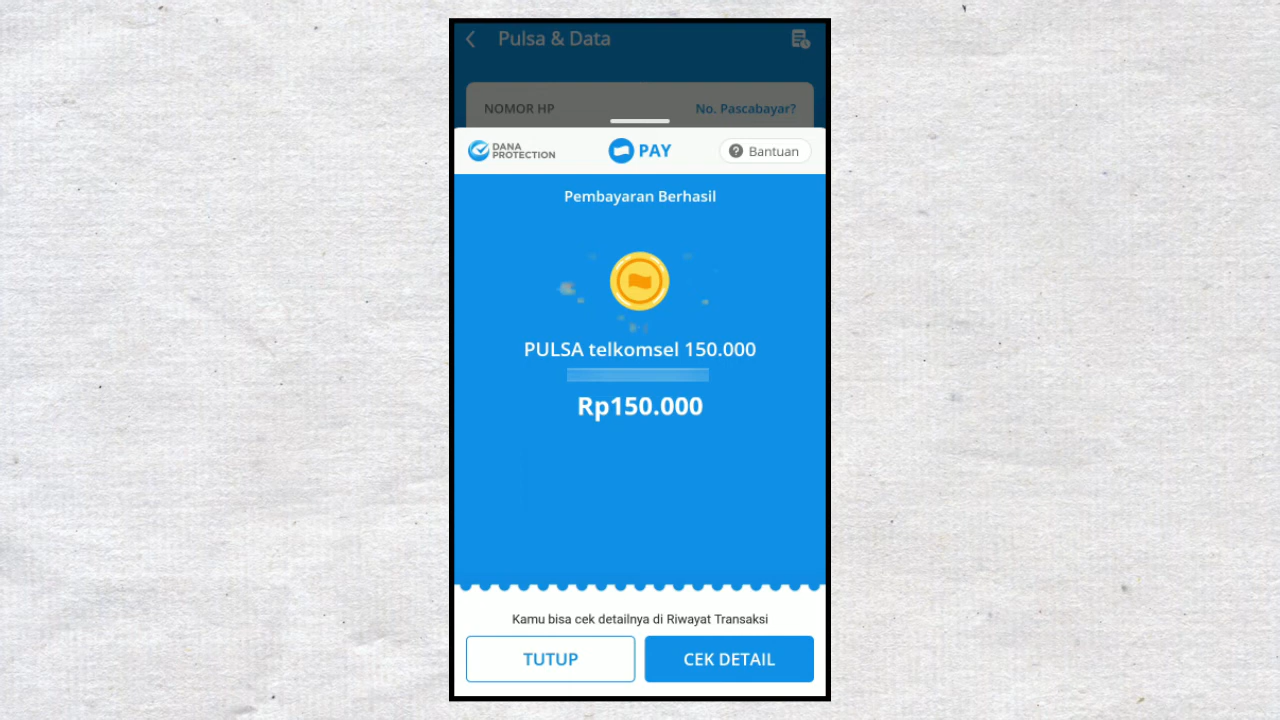 Pulsa & Data
NOMOR HP
No. Pascabayar?
DANA
PROTECTION
PAY
Bantuan
Pembayaran Berhasil
PULSA telkomsel 150.000
Rp150.000
Kamu bisa cek detailnya di Riwayat Transaksi
TUTUP
CEK DETAIL